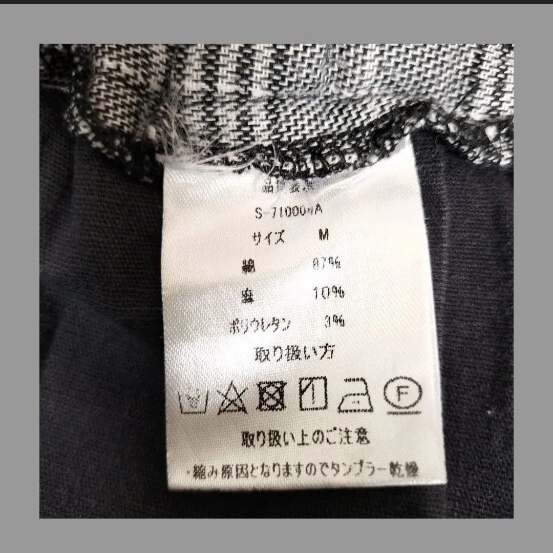 品質表示
S-71000
サイズ M
綿 87%
麻 10%
ポリウレタン 3%
取り扱い方
F
取り扱い上のご注意
・縮み原因となりますのでタンブラー乾燥